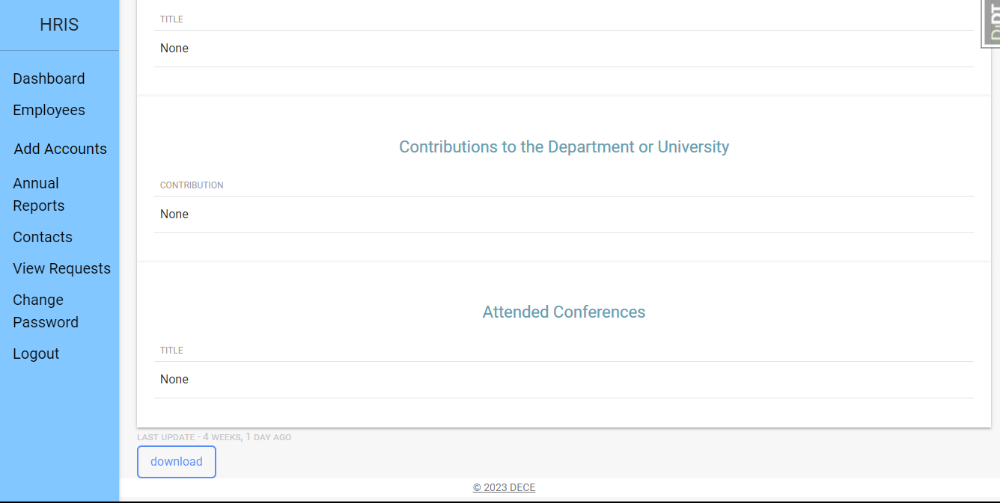 HRIS
Dashboard
Employees
Add Accounts
Annual
Reports
Contacts
View Requests
Change
Password
Logout
TITLE
None
Contributions to the Department or University
CONTRIBUTION
None
Attended Conferences
TITLE
None
LAST UPDATE - 4 WEEKS, 1 DAY AGO
download
© 2023 DECE
DjDT